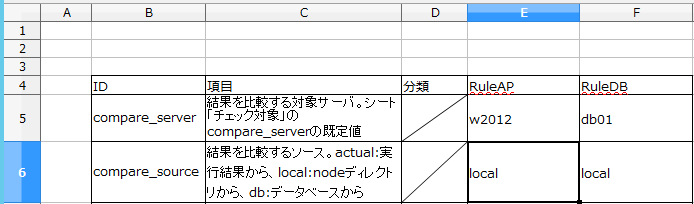 A B C D E F
1
2
3
4 ID 項目 分類 RuleAP RuleDB
5 compare_server 結果を比較する対象サーバ。シート
「チェック対象」の
compare_serverの既定値 w2012 db01
6 compare_source 結果を比較するソース。actual:実
行結果から、local:nodeディレクト
リから、db:データベースから local local